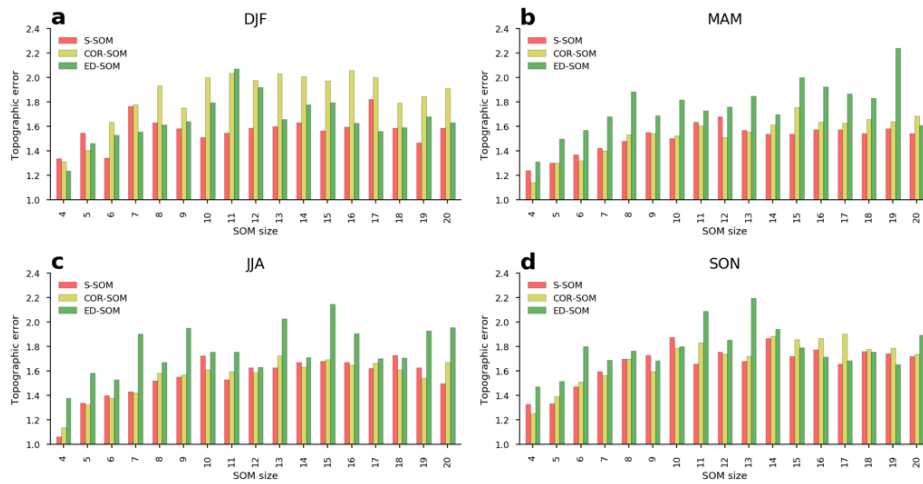 a
DJF
2.4
2.2
2.0
1.8
1.6
1.4
1.2
1.0
Topographic error
S-SOM
COR-SOM
ED-SOM
4 5 6 7 8 9 10 11 12 13 14 15 16 17 18 19 20
SOM size
b
MAM
2.4
2.2
2.0
1.8
1.6
1.4
1.2
1.0
Topographic error
S-SOM
COR-SOM
ED-SOM
4 5 6 7 8 9 10 11 12 13 14 15 16 17 18 19 20
SOM size
c
JJA
2.4
2.2
2.0
1.8
1.6
1.4
1.2
1.0
Topographic error
S-SOM
COR-SOM
ED-SOM
4 5 6 7 8 9 10 11 12 13 14 15 16 17 18 19 20
SOM size
d
SON
2.4
2.2
2.0
1.8
1.6
1.4
1.2
1.0
Topographic error
S-SOM
COR-SOM
ED-SOM
4 5 6 7 8 9 10 11 12 13 14 15 16 17 18 19 20
SOM size